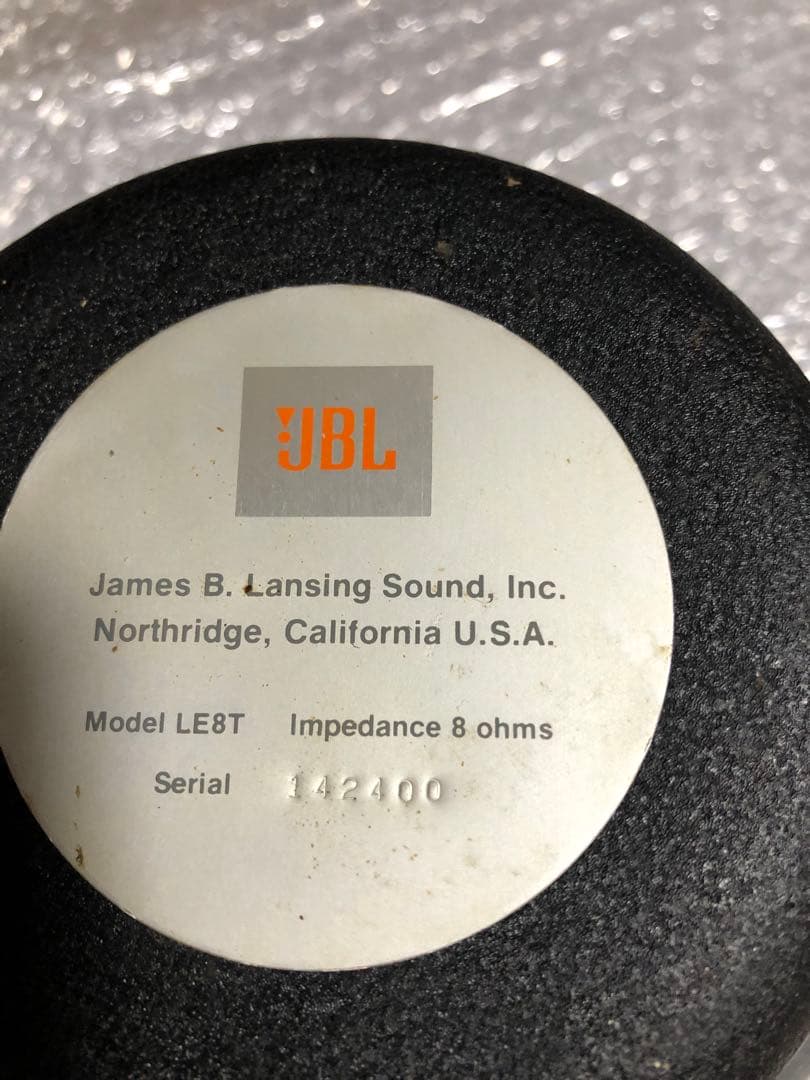 JBL
James B. Lansing Sound, Inc.
Northridge, California U.S.A.
Model LE8T Impedance 8 ohms
Serial 142400